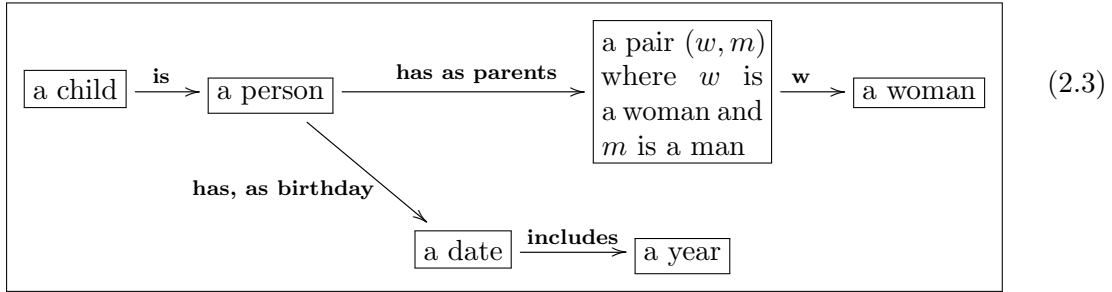 a child
is
a person
has as parents
a pair (w, m)
where w is
a woman and
m is a man
w
a woman
(2.3)
has, as birthday
a date
includes
a year